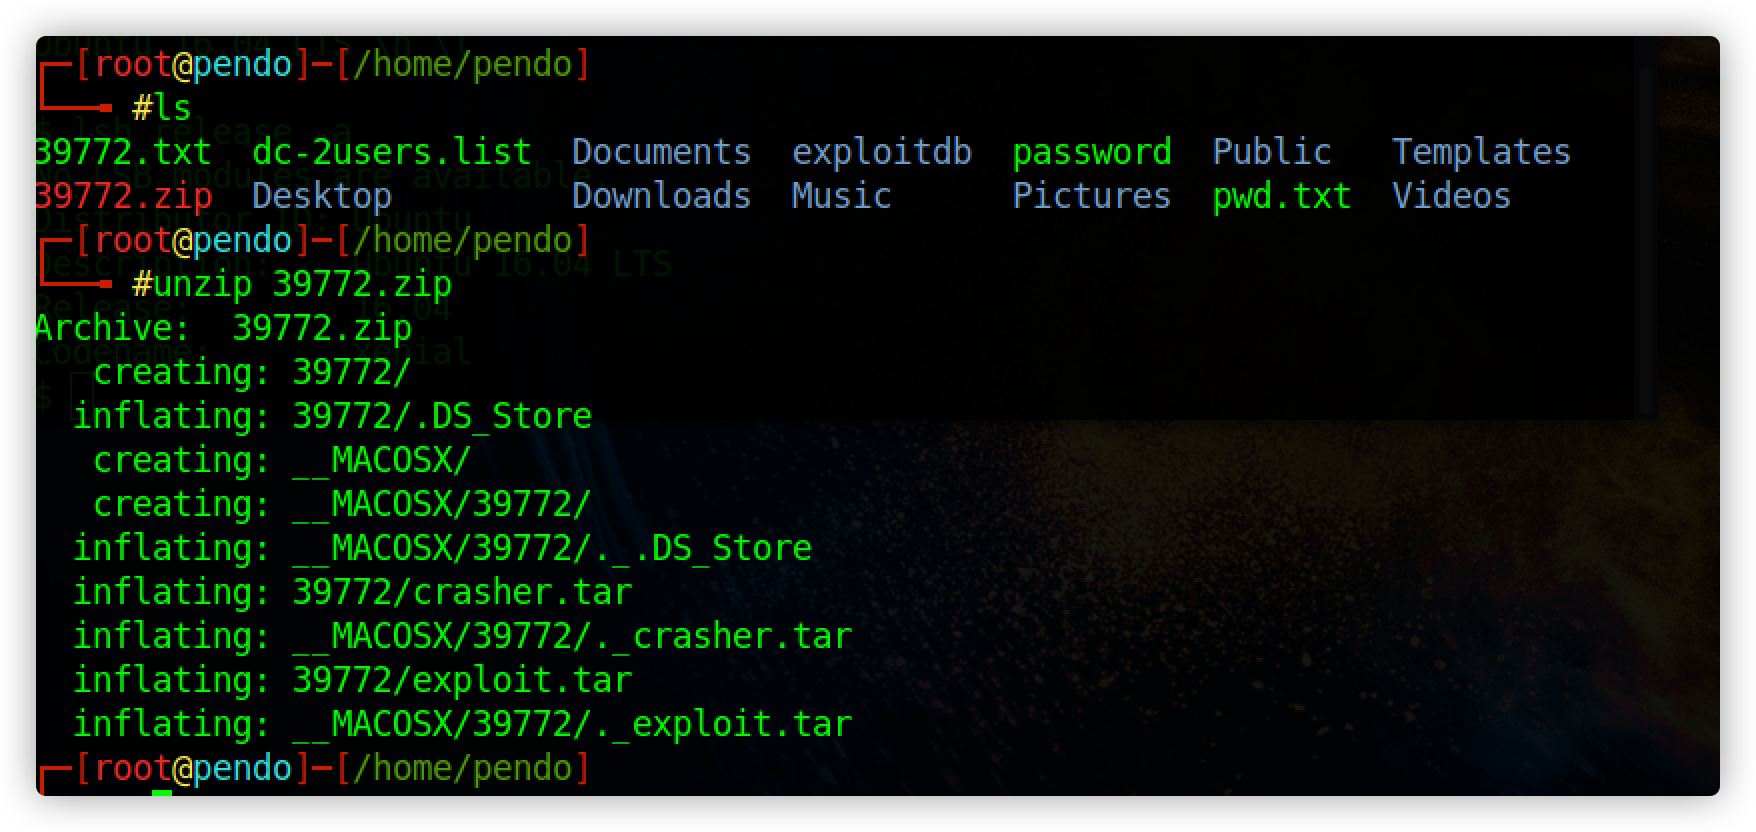 [root@pendo]-[/home/pendo]
#ls
39772.txt  dc-2users.list  Documents  exploitdb  password  Public   Templates
39772.zip  Desktop         Downloads  Music      Pictures  pwd.txt  Videos
[root@pendo]-[/home/pendo]
#unzip 39772.zip
Archive:  39772.zip
   creating: 39772/
  inflating: 39772/.DS_Store
   creating: __MACOSX/
   creating: __MACOSX/39772/
  inflating: __MACOSX/39772/._.DS_Store
  inflating: 39772/crasher.tar
  inflating: __MACOSX/39772/._crasher.tar
  inflating: 39772/exploit.tar
  inflating: __MACOSX/39772/._exploit.tar
[root@pendo]-[/home/pendo]